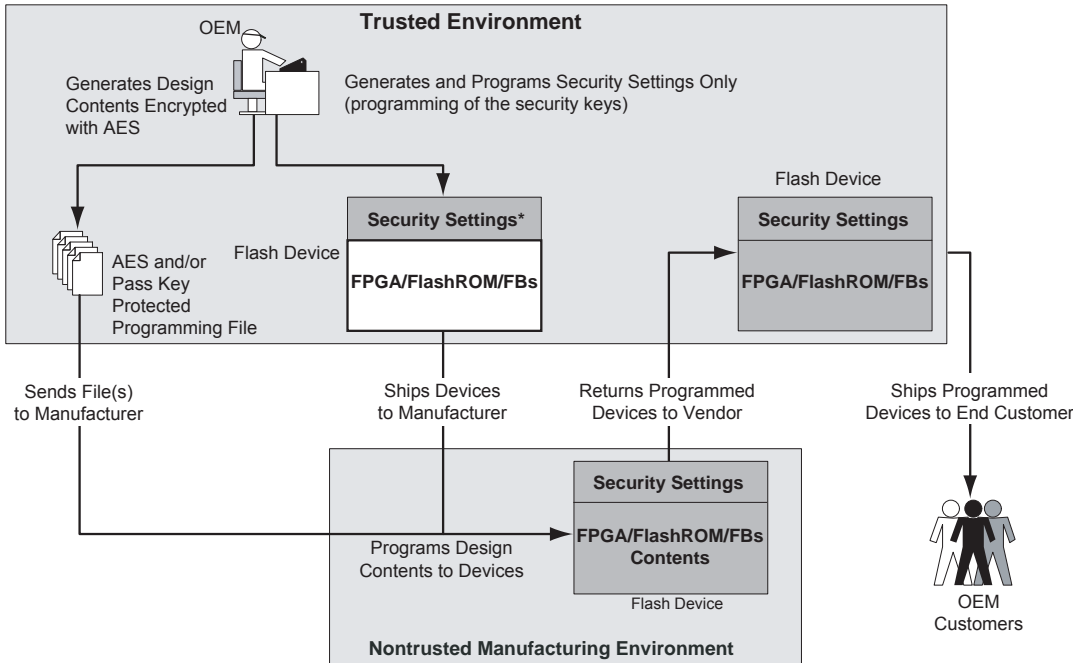 Trusted Environment
OEM
Generates Design
Contents Encrypted
with AES
Generates and Programs Security Settings Only
(programming of the security keys)
Flash Device
Security Settings*
Security Settings
Flash Device
FPGA/FlashROM/FBs
FPGA/FlashROM/FBs
AES and/or
Pass Key
Protected
Programming File
Sends File(s)
to Manufacturer
Ships Devices
to Manufacturer
Returns Programmed
Devices to Vendor
Ships Programmed
Devices to End Customer
Security Settings
FPGA/FlashROM/FBs
Contents
Programs Design
Contents to Devices
Flash Device
OEM
Customers
Nontrusted Manufacturing Environment